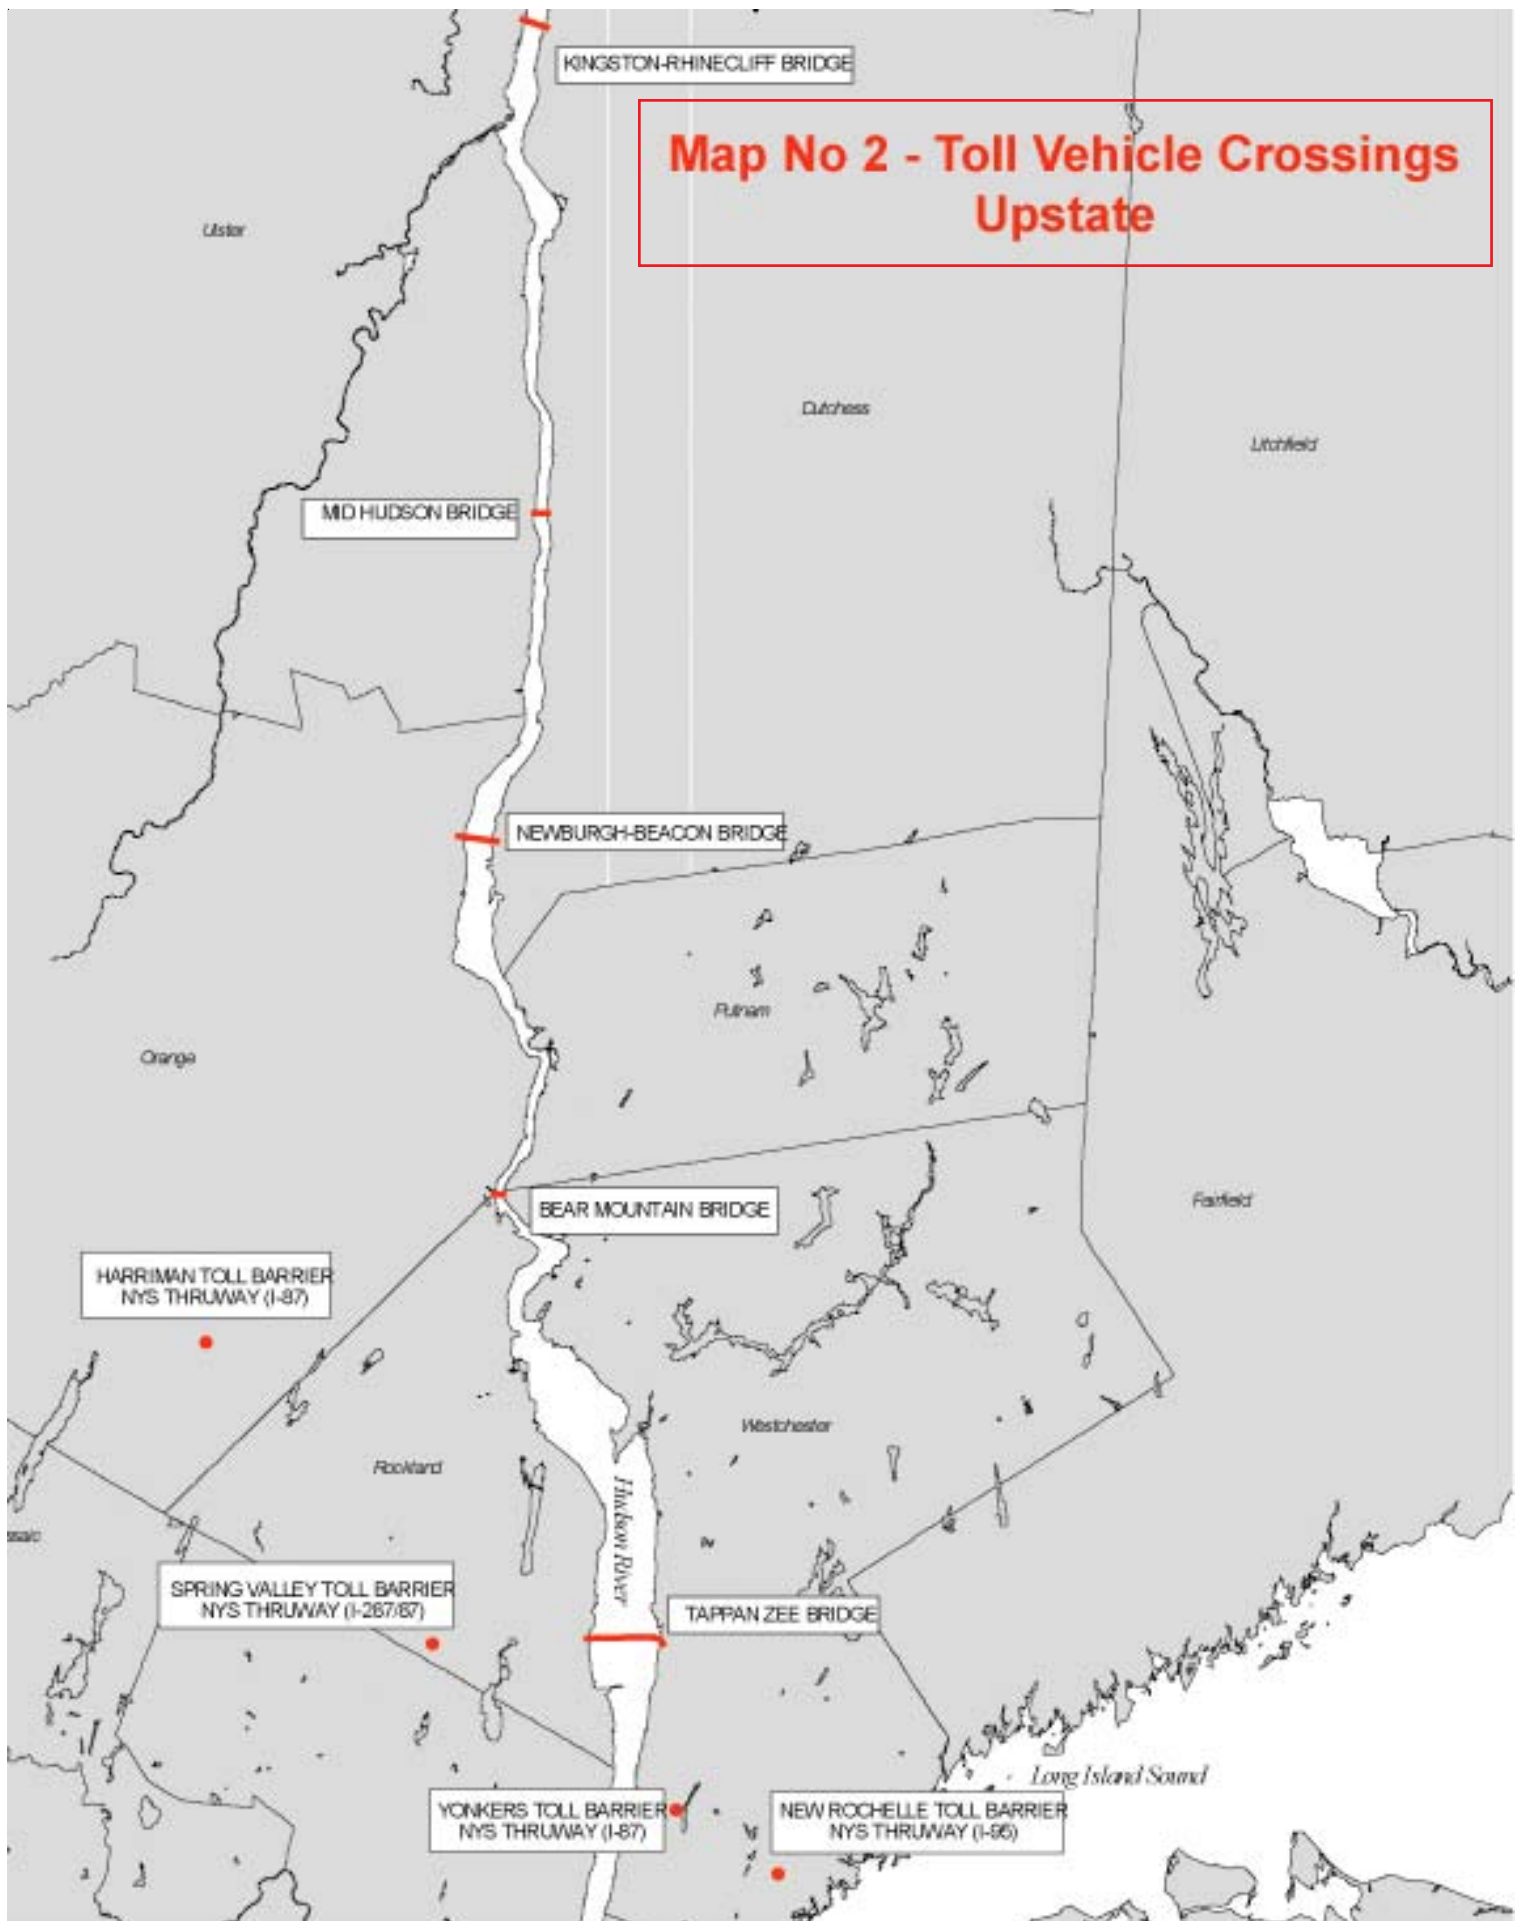 KINGSTON-RHINECLIFF BRIDGE
Map No 2 - Toll Vehicle Crossings
Upstate
Ulster
Dutchess
Litchfield
MID HUDSON BRIDGE
NEWBURGH-BEACON BRIDGE
Putnam
Orange
Fairfield
BEAR MOUNTAIN BRIDGE
HARRIMAN TOLL BARRIER
NYS THRUWAY (I-87)
Westchester
Rockland
Hudson River
ssaic
SPRING VALLEY TOLL BARRIER
NYS THRUWAY (I-287/87)
TAPPAN ZEE BRIDGE
Long Island Sound
YONKERS TOLL BARRIER
NYS THRUWAY (I-87)
NEW ROCHELLE TOLL BARRIER
NYS THRUWAY (I-95)